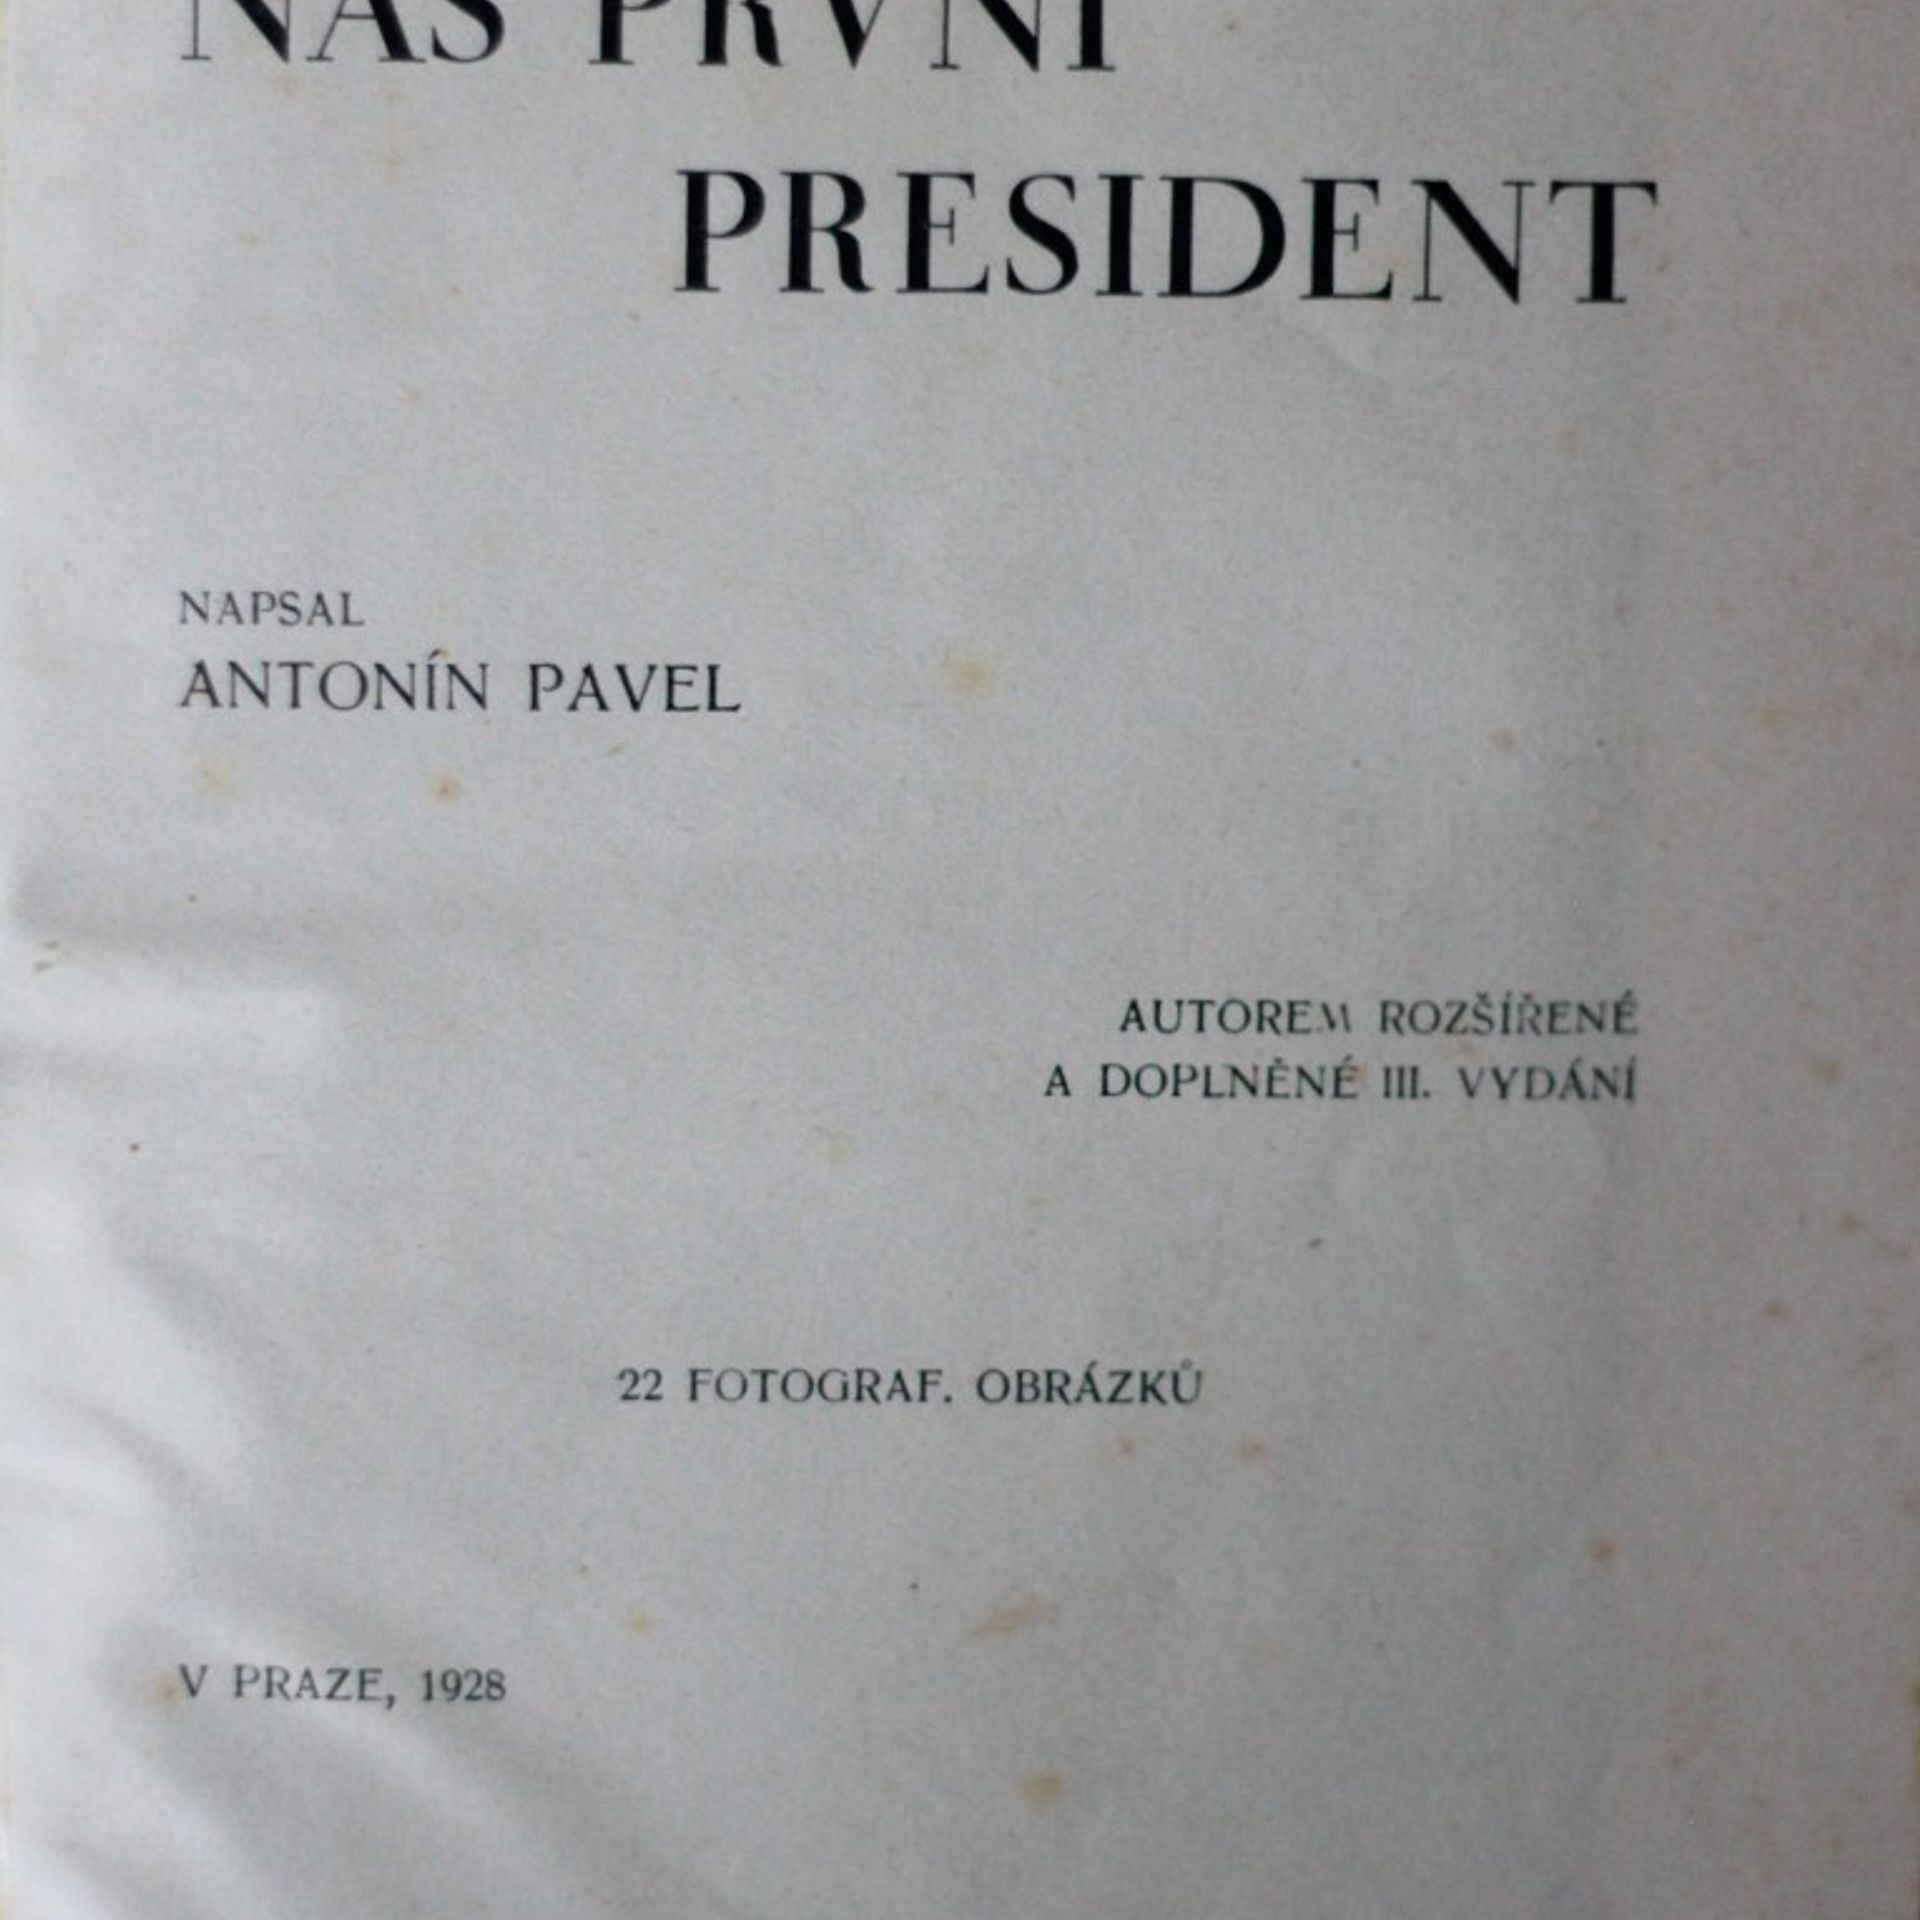 NÁŠ PRVNÍ
PRESIDENT
NAPSAL
ANTONÍN PAVEL
AUTOREM ROZŠÍŘENÉ
A DOPLNĚNÉ III. VYDÁNÍ
22 FOTOGRAF. OBRÁZKŮ
V PRAZE, 1928